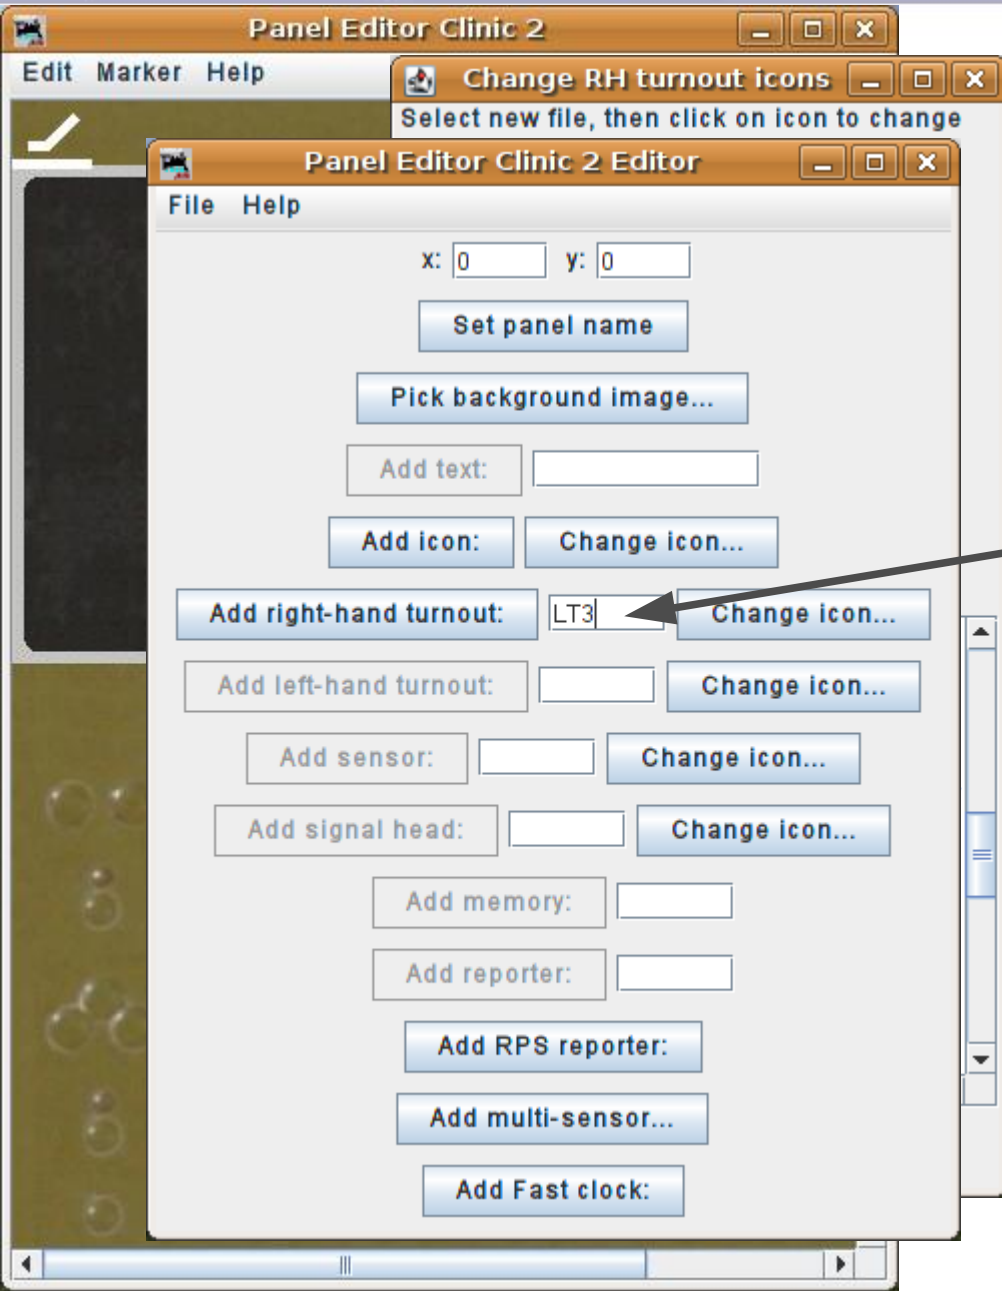 Panel Editor Clinic 2
Edit Marker Help
Change RH turnout icons
Select new file, then click on icon to change
Panel Editor Clinic 2 Editor
File Help
x: 0 y: 0
Set panel name
Pick background image...
Add text:
Add icon: Change icon...
Add right-hand turnout: LT3 Change icon...
Add left-hand turnout: Change icon...
Add sensor: Change icon...
Add signal head: Change icon...
Add memory:
Add reporter:
Add RPS reporter:
Add multi-sensor...
Add Fast clock: